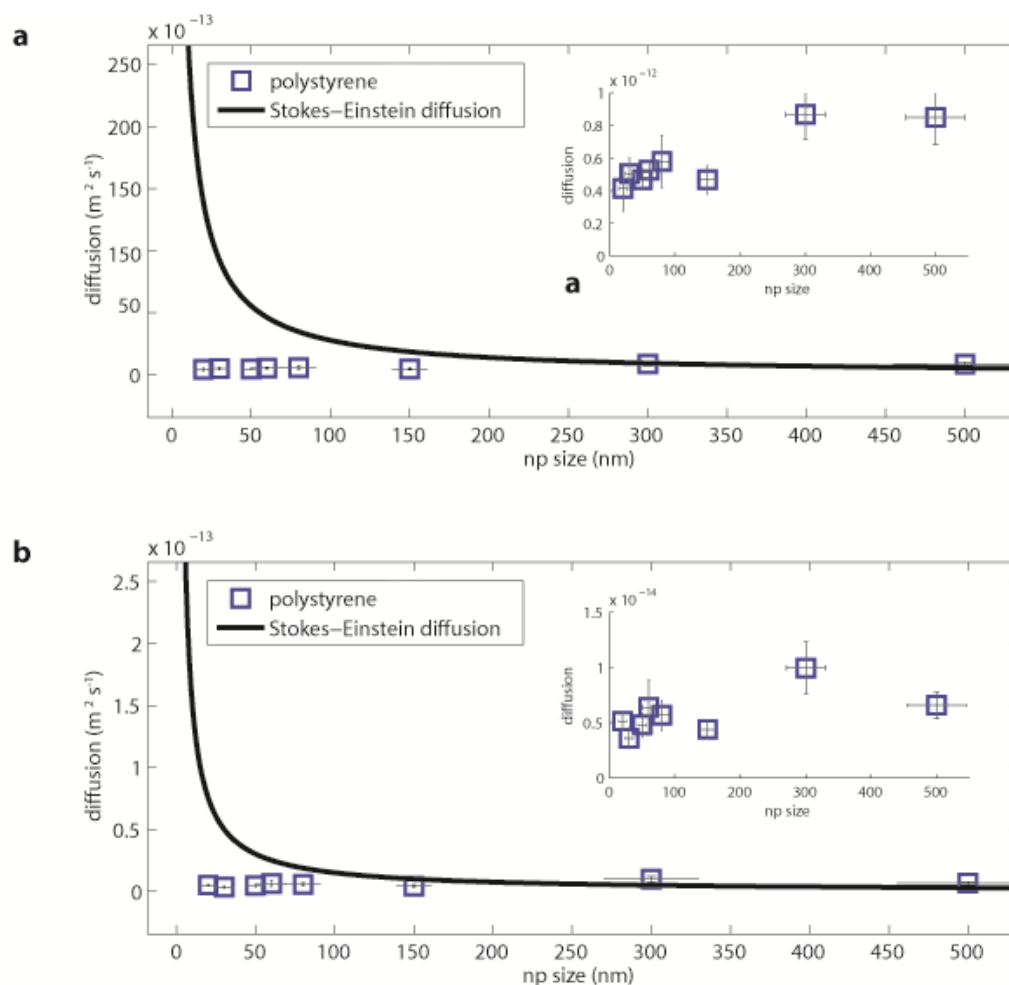 a
x 10 -13
250
200
150
150
50
0
diffusion (m 2 s-1)
polystyrene
Stokes–Einstein diffusion
x 10 -12
1
0.8
0.6
0.4
0.2
0
diffusion
0 100 200 300 400 500
np size
a
0 50 100 150 200 250 300 350 400 450 500
np size (nm)
b
x 10 -13
2.5
2
1.5
1
0.5
0
diffusion (m 2 s-1)
polystyrene
Stokes–Einstein diffusion
x 10 -14
1.5
1
0.5
0
diffusion
0 100 200 300 400 500
np size
0 50 100 150 200 250 300 350 400 450 500
np size (nm)